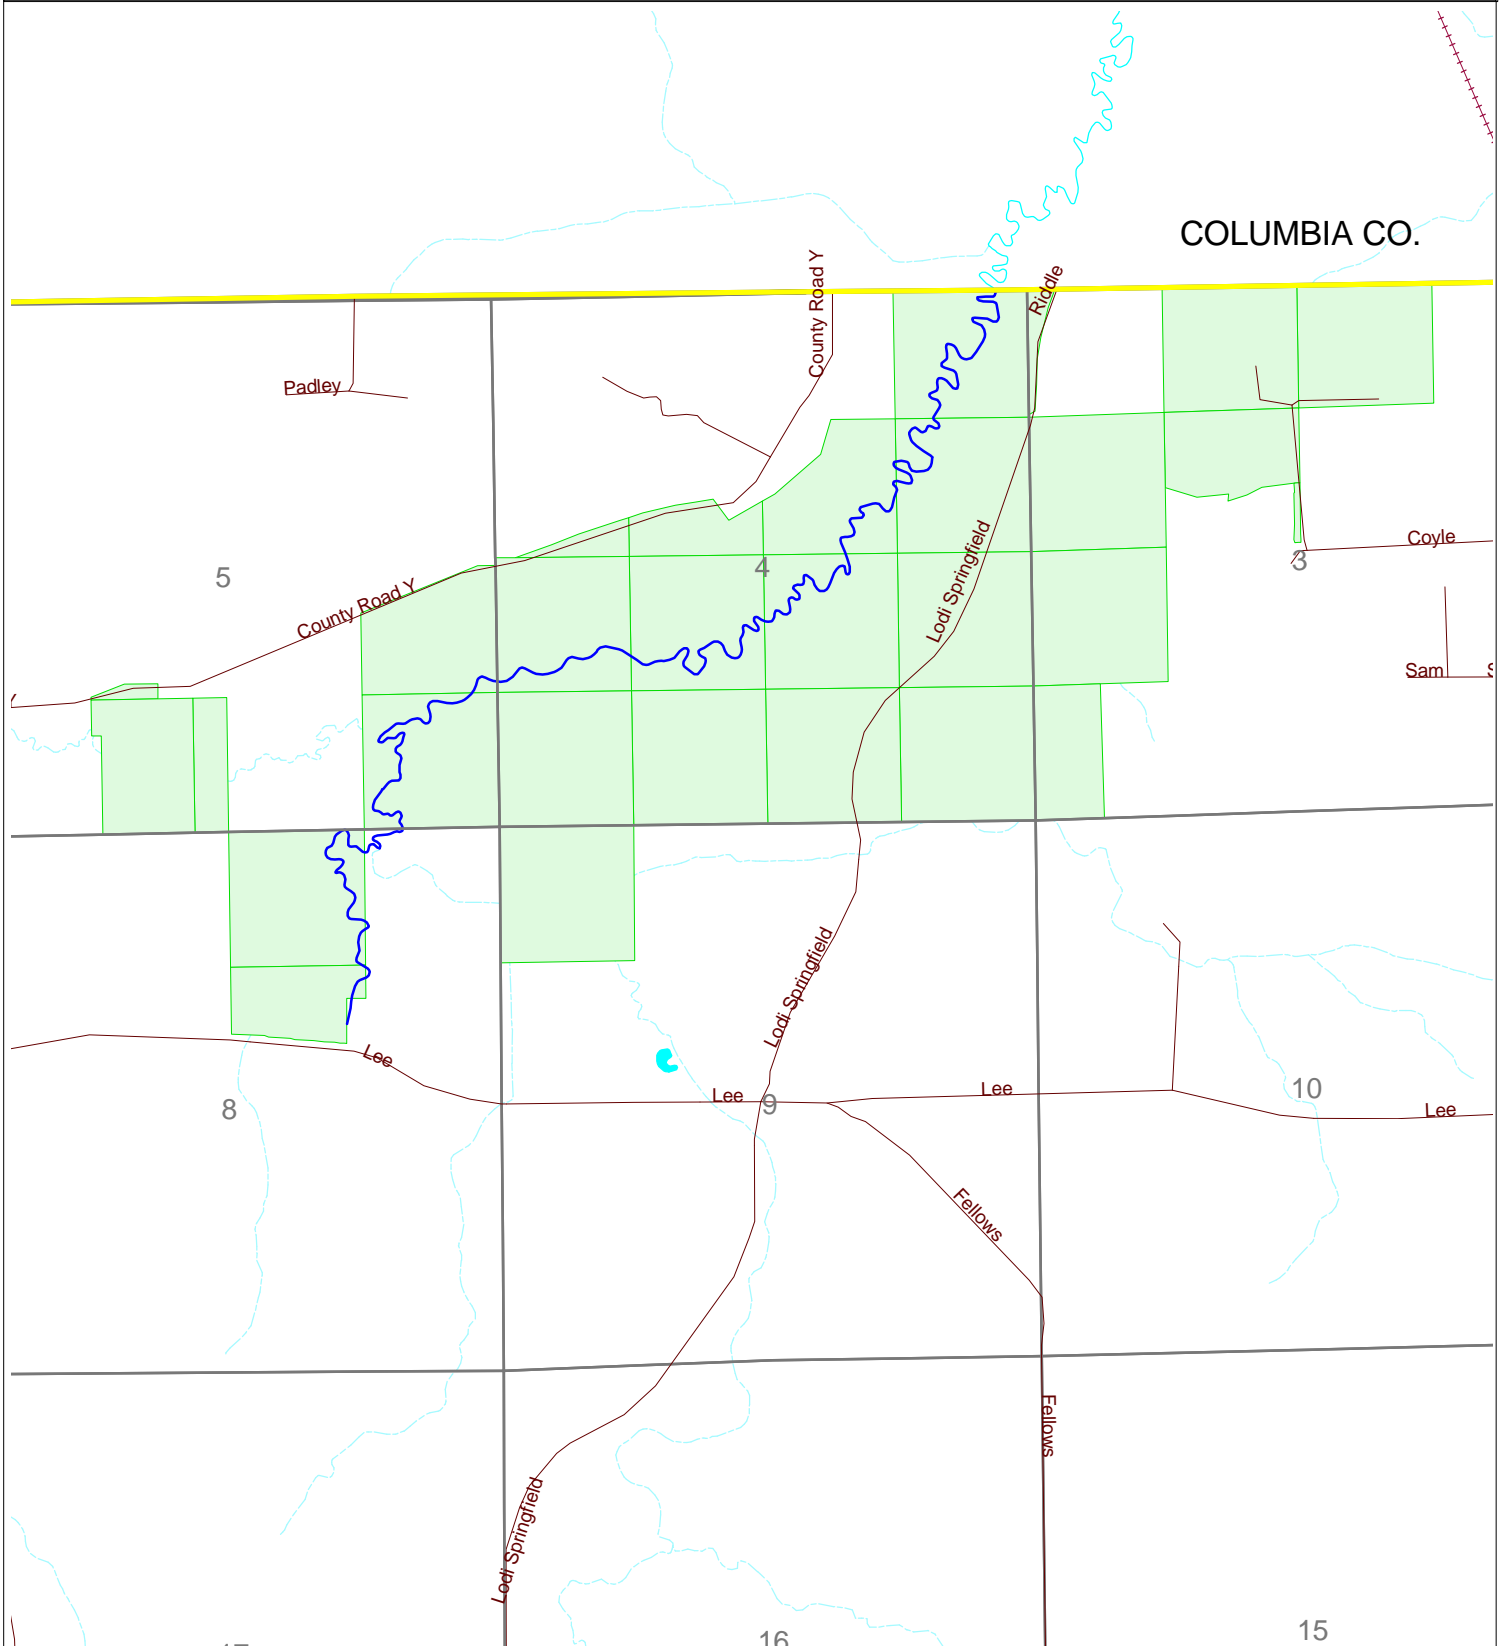 COLUMBIA CO.
County Road Y
Riddle
Padley
Coyle
3
4
5
Lodi Springfield
County Road Y
Sam
Lodi Springfield
Lee
Lee
Lee
10
Lee
8
9
Fellows
Fellows
Lodi Springfield
15
16